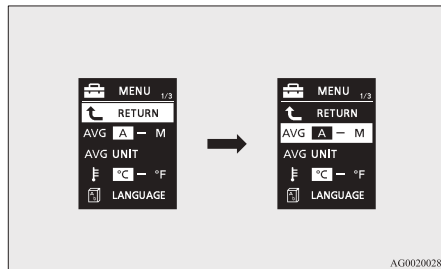 MENU 1/3
RETURN
AVG A – M
AVG UNIT
°C – °F
LANGUAGE
MENU 1/3
RETURN
AVG A – M
AVG UNIT
°C – °F
LANGUAGE
AG0020028